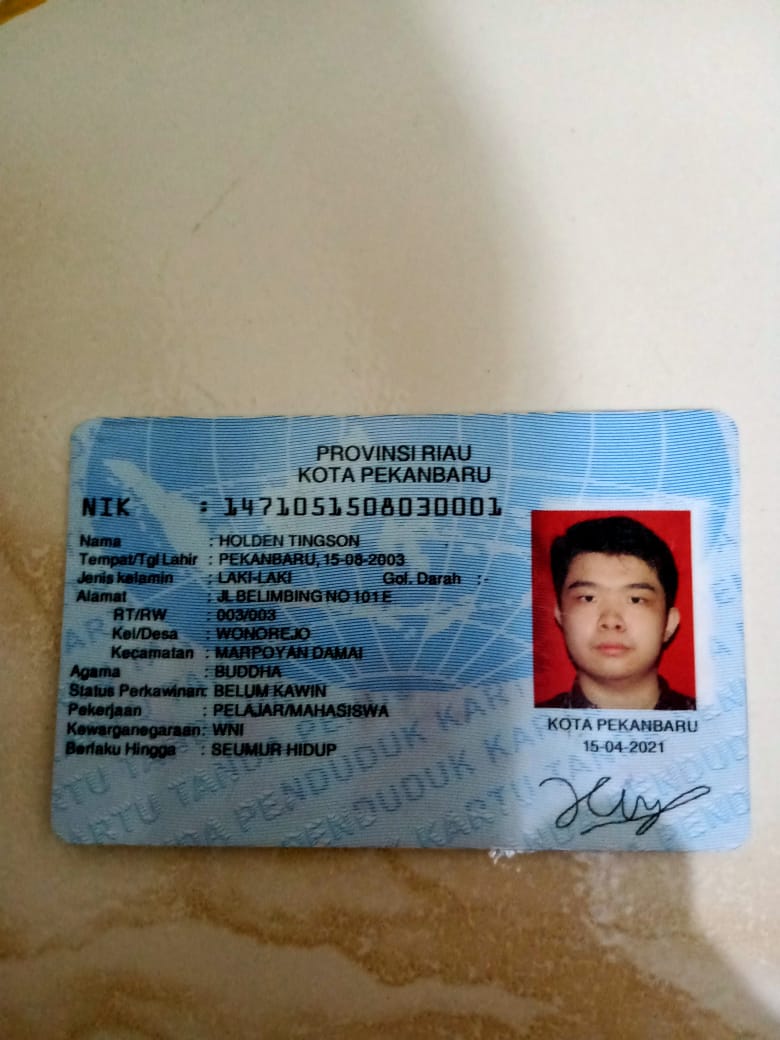 PROVINSI RIAU
KOTA PEKANBARU
NIK : 1471051508030001
Nama : HOLDEN TINGSON
Tempat/Tgl Lahir : PEKANBARU, 15-08-2003
Jenis kelamin : LAKI-LAKI Gol. Darah : -
Alamat : JL BELIMBING NO 101 E
RT/RW : 003/003
Kel/Desa : WONOREJO
Kecamatan : MARPOYAN DAMAI
Agama : BUDDHA
Status Perkawinan: BELUM KAWIN
Pekerjaan : PELAJAR/MAHASISWA
Kewarganegaraan: WNI
Berlaku Hingga : SEUMUR HIDUP
KOTA PEKANBARU
15-04-2021
KARTU TANDA PENDUDUK